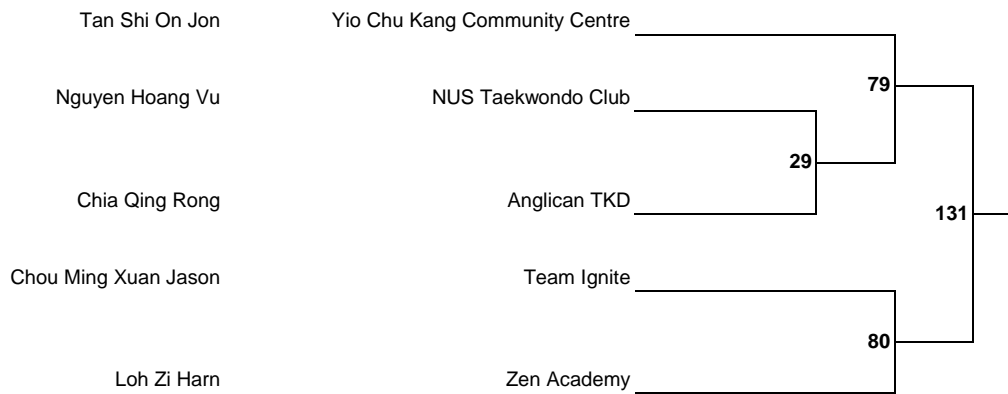 Tan Shi On Jon Yio Chu Kang Community Centre
79
Nguyen Hoang Vu NUS Taekwondo Club
29
Chia Qing Rong Anglican TKD
131
Chou Ming Xuan Jason Team Ignite
80
Loh Zi Harn Zen Academy